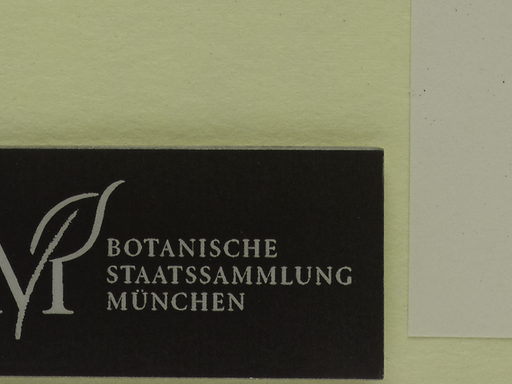 M
BOTANISCHE
STAATSSAMMLUNG
MÜNCHEN